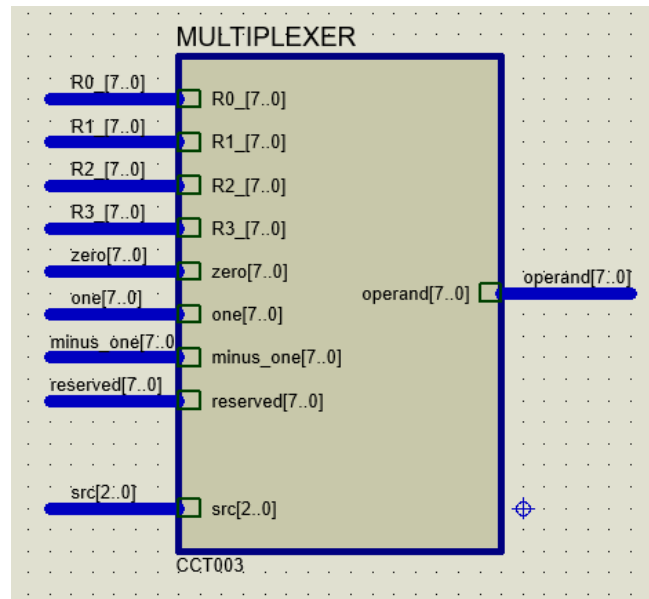 MULTIPLEXER
R0_[7..0]
R0_[7..0]
R1_[7..0]
R1_[7..0]
R2_[7..0]
R2_[7..0]
R3_[7..0]
R3_[7..0]
zero[7..0]
zero[7..0]
operand[7..0]
operand[7..0]
one[7..0]
one[7..0]
minus_one[7..0
minus_one[7..0]
reserved[7..0]
reserved[7..0]
src[2..0]
src[2..0]
CCT003